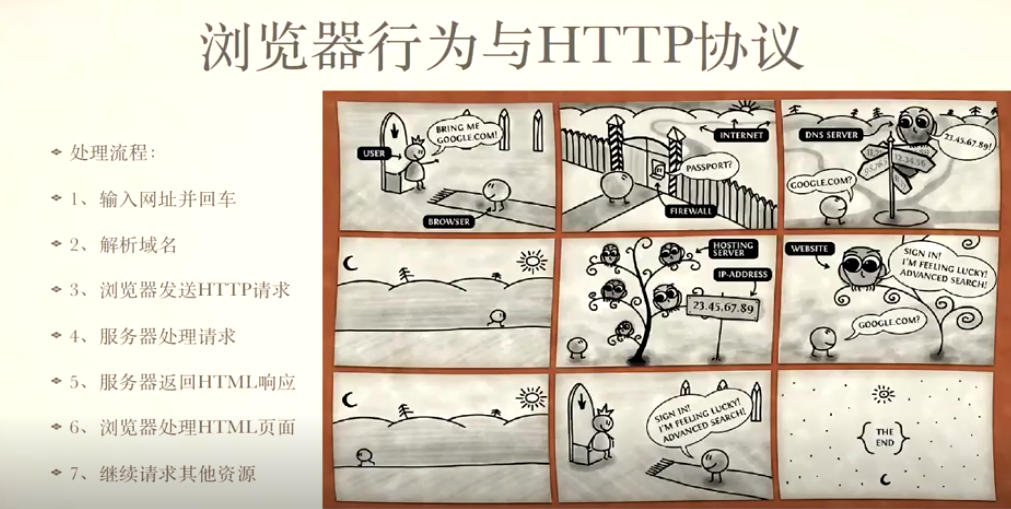 浏览器行为与HTTP协议
处理流程：
1、输入网址并回车
2、解析域名
3、浏览器发送HTTP请求
4、服务器处理请求
5、服务器返回HTML响应
6、浏览器处理HTML页面
7、继续请求其他资源
BRING ME
GOOGLE.COM!
USER
BROWSER
INTERNET
PASSPORT?
FIREWALL
DNS SERVER
23.45.67.89!
GOOGLE.COM?
12.34.56
HOSTING
SERVER
IP-ADDRESS
23.45.67.89
WEBSITE
SIGN IN!
I'M FEELING LUCKY!
ADVANCED SEARCH!
GOOGLE.COM?
SIGN IN!
I'M FEELING LUCKY!
ADVANCED SEARCH!
THE
END